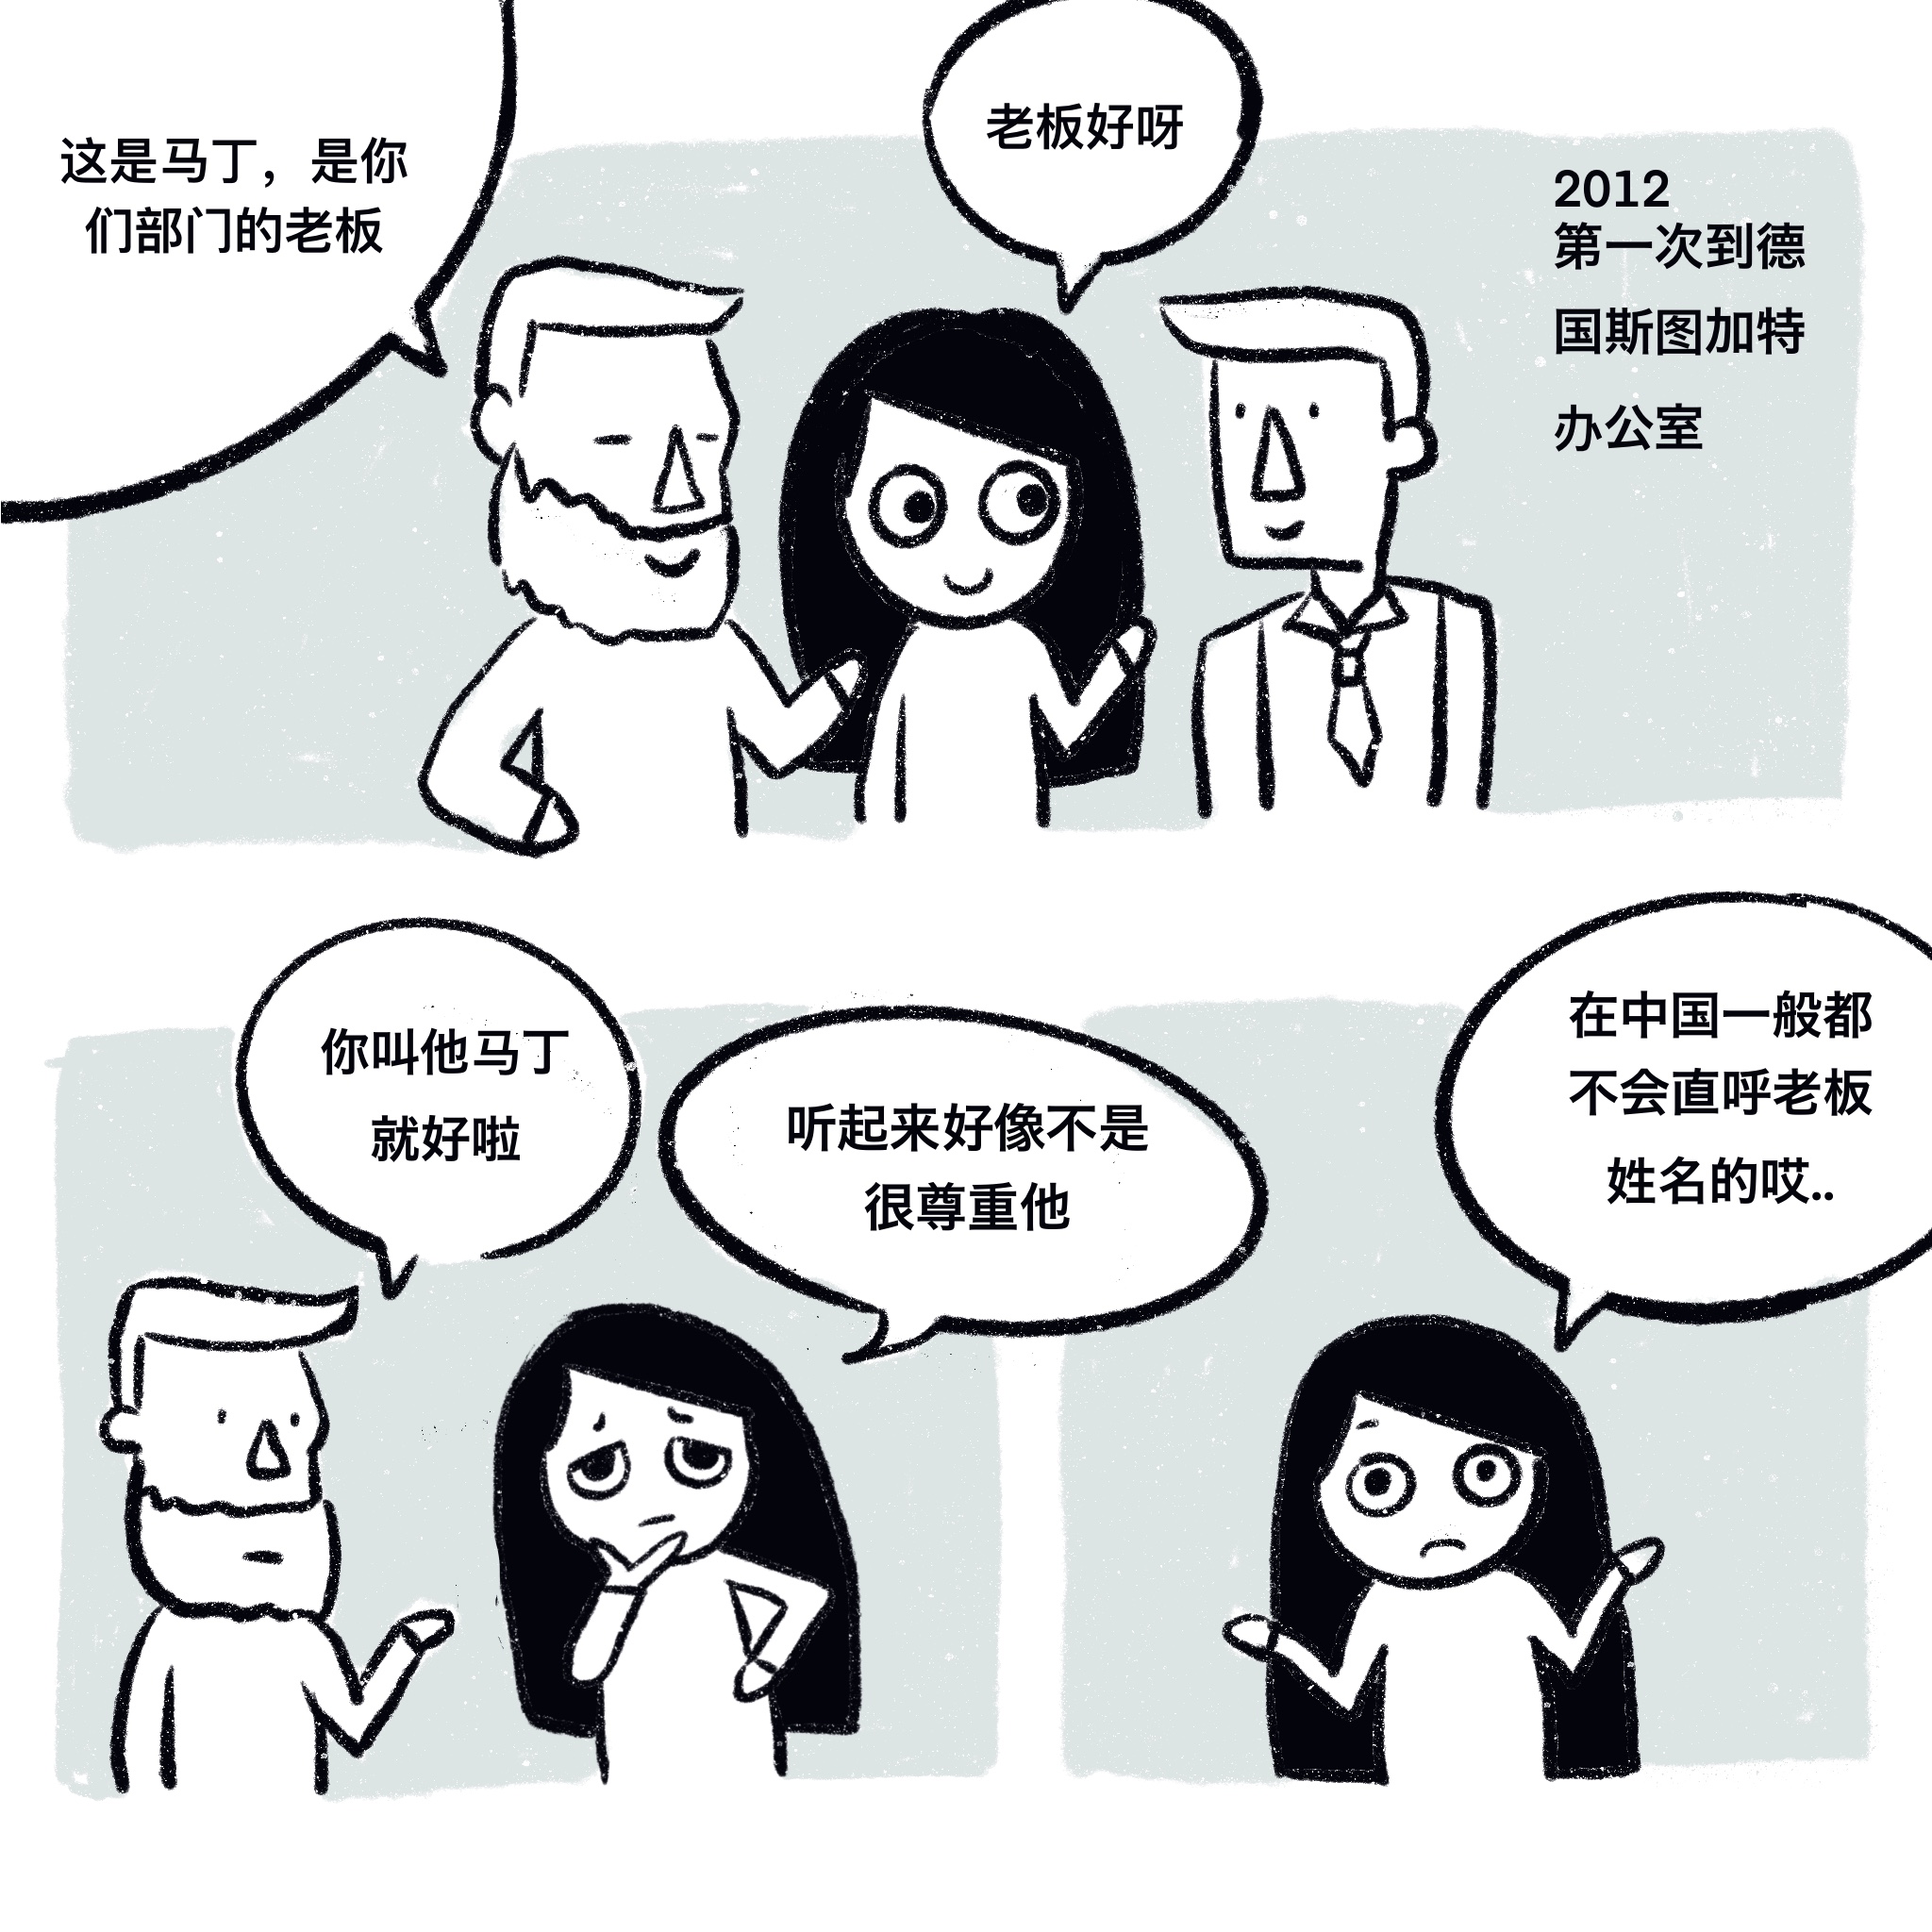 这是马丁，是你
们部门的老板
老板好呀
2012
第一次到德
国斯图加特
办公室
你叫他马丁
就好啦
听起来好像不是
很尊重他
在中国一般都
不会直呼老板
姓名的哎..